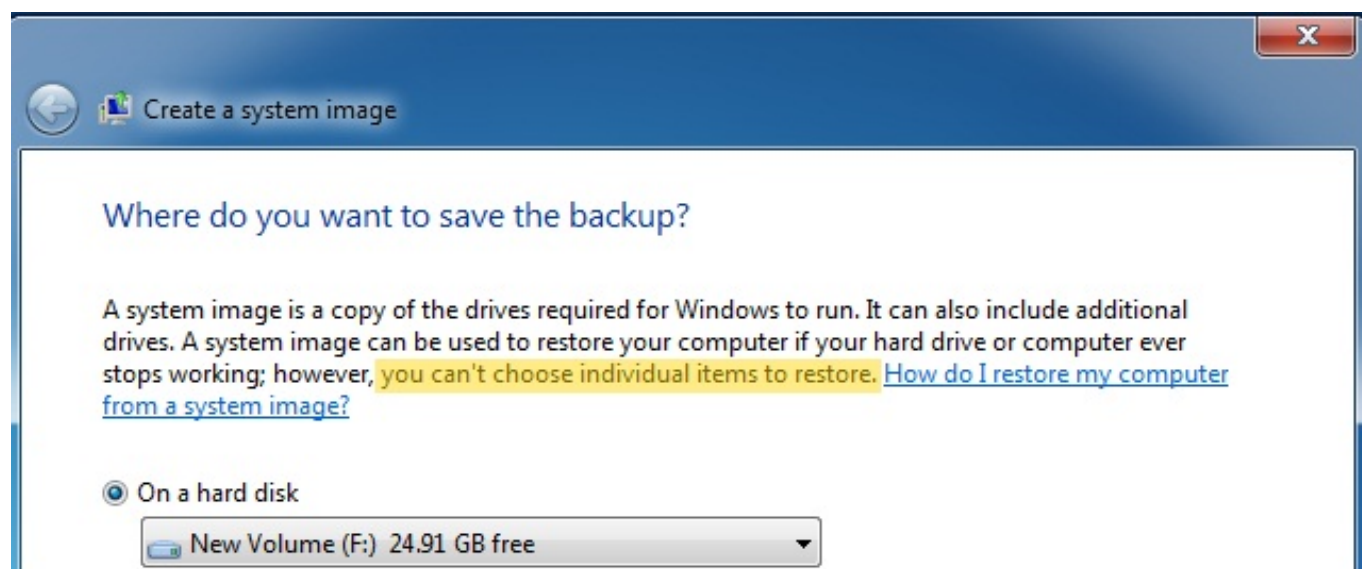 Create a system image
Where do you want to save the backup?
A system image is a copy of the drives required for Windows to run. It can also include additional
drives. A system image can be used to restore your computer if your hard drive or computer ever
stops working; however, you can't choose individual items to restore. How do I restore my computer
from a system image?
On a hard disk
New Volume (F:) 24.91 GB free